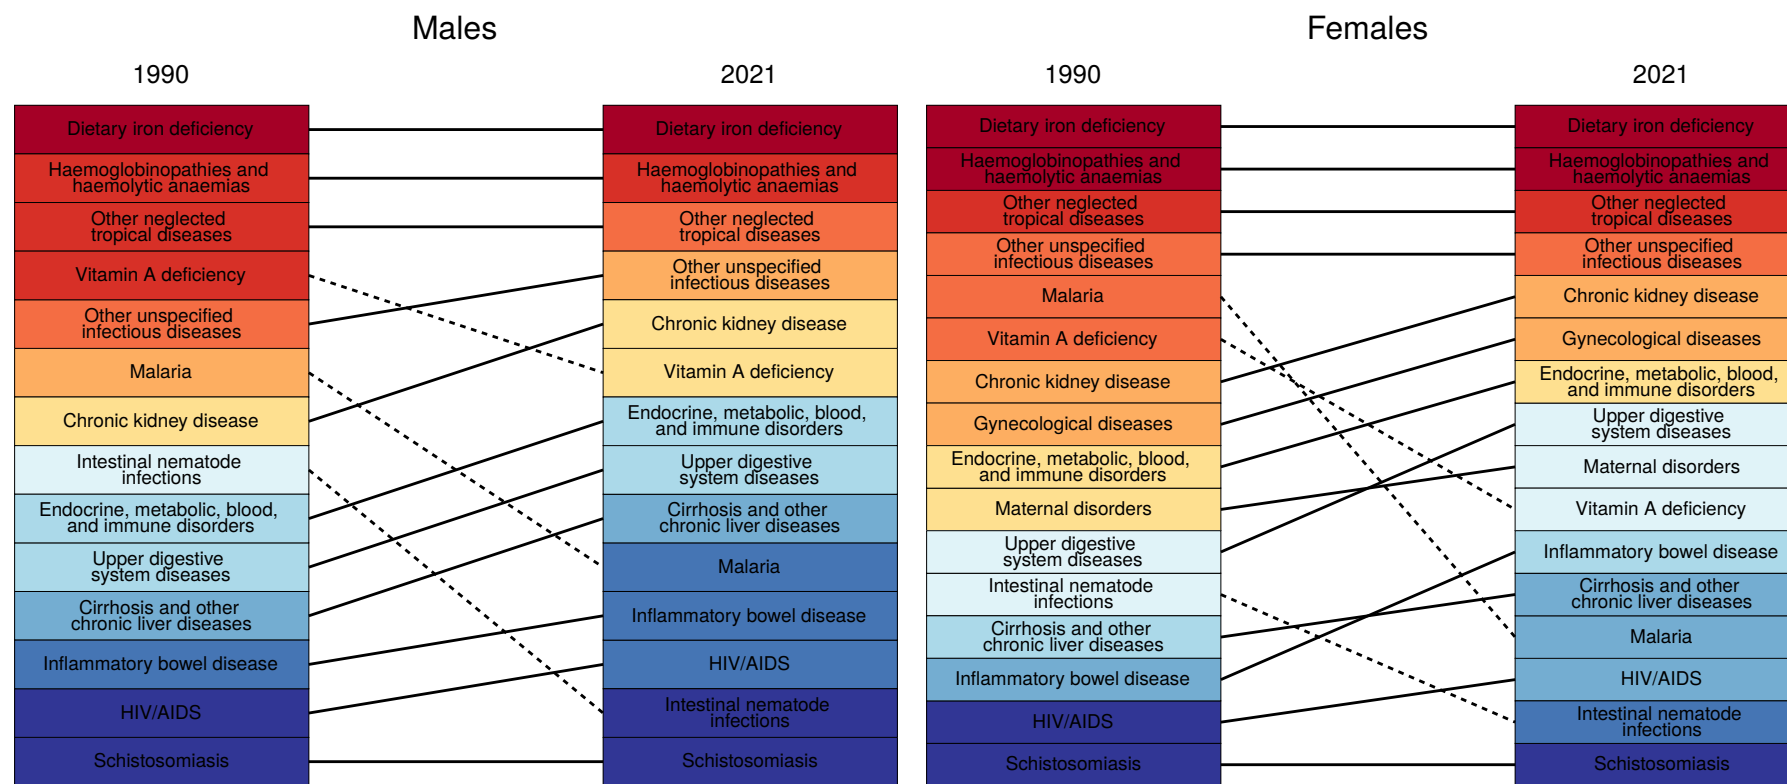 Males
1990
2021
Dietary iron deficiency
Haemoglobinopathies and
haemolytic anaemias
Other neglected
tropical diseases
Vitamin A deficiency
Other unspecified
infectious diseases
Malaria
Chronic kidney disease
Intestinal nematode
infections
Endocrine, metabolic, blood,
and immune disorders
Upper digestive
system diseases
Cirrhosis and other
chronic liver diseases
Inflammatory bowel disease
HIV/AIDS
Schistosomiasis
Dietary iron deficiency
Haemoglobinopathies and
haemolytic anaemias
Other neglected
tropical diseases
Other unspecified
infectious diseases
Chronic kidney disease
Vitamin A deficiency
Endocrine, metabolic, blood,
and immune disorders
Upper digestive
system diseases
Cirrhosis and other
chronic liver diseases
Malaria
Inflammatory bowel disease
HIV/AIDS
Intestinal nematode
infections
Schistosomiasis
Females
1990
2021
Dietary iron deficiency
Haemoglobinopathies and
haemolytic anaemias
Other neglected
tropical diseases
Other unspecified
infectious diseases
Malaria
Vitamin A deficiency
Chronic kidney disease
Gynecological diseases
Endocrine, metabolic, blood,
and immune disorders
Maternal disorders
Upper digestive
system diseases
Intestinal nematode
infections
Cirrhosis and other
chronic liver diseases
Inflammatory bowel disease
HIV/AIDS
Schistosomiasis
Dietary iron deficiency
Haemoglobinopathies and
haemolytic anaemias
Other neglected
tropical diseases
Other unspecified
infectious diseases
Chronic kidney disease
Gynecological diseases
Endocrine, metabolic, blood,
and immune disorders
Upper digestive
system diseases
Maternal disorders
Vitamin A deficiency
Inflammatory bowel disease
Cirrhosis and other
chronic liver diseases
Malaria
HIV/AIDS
Intestinal nematode
infections
Schistosomiasis